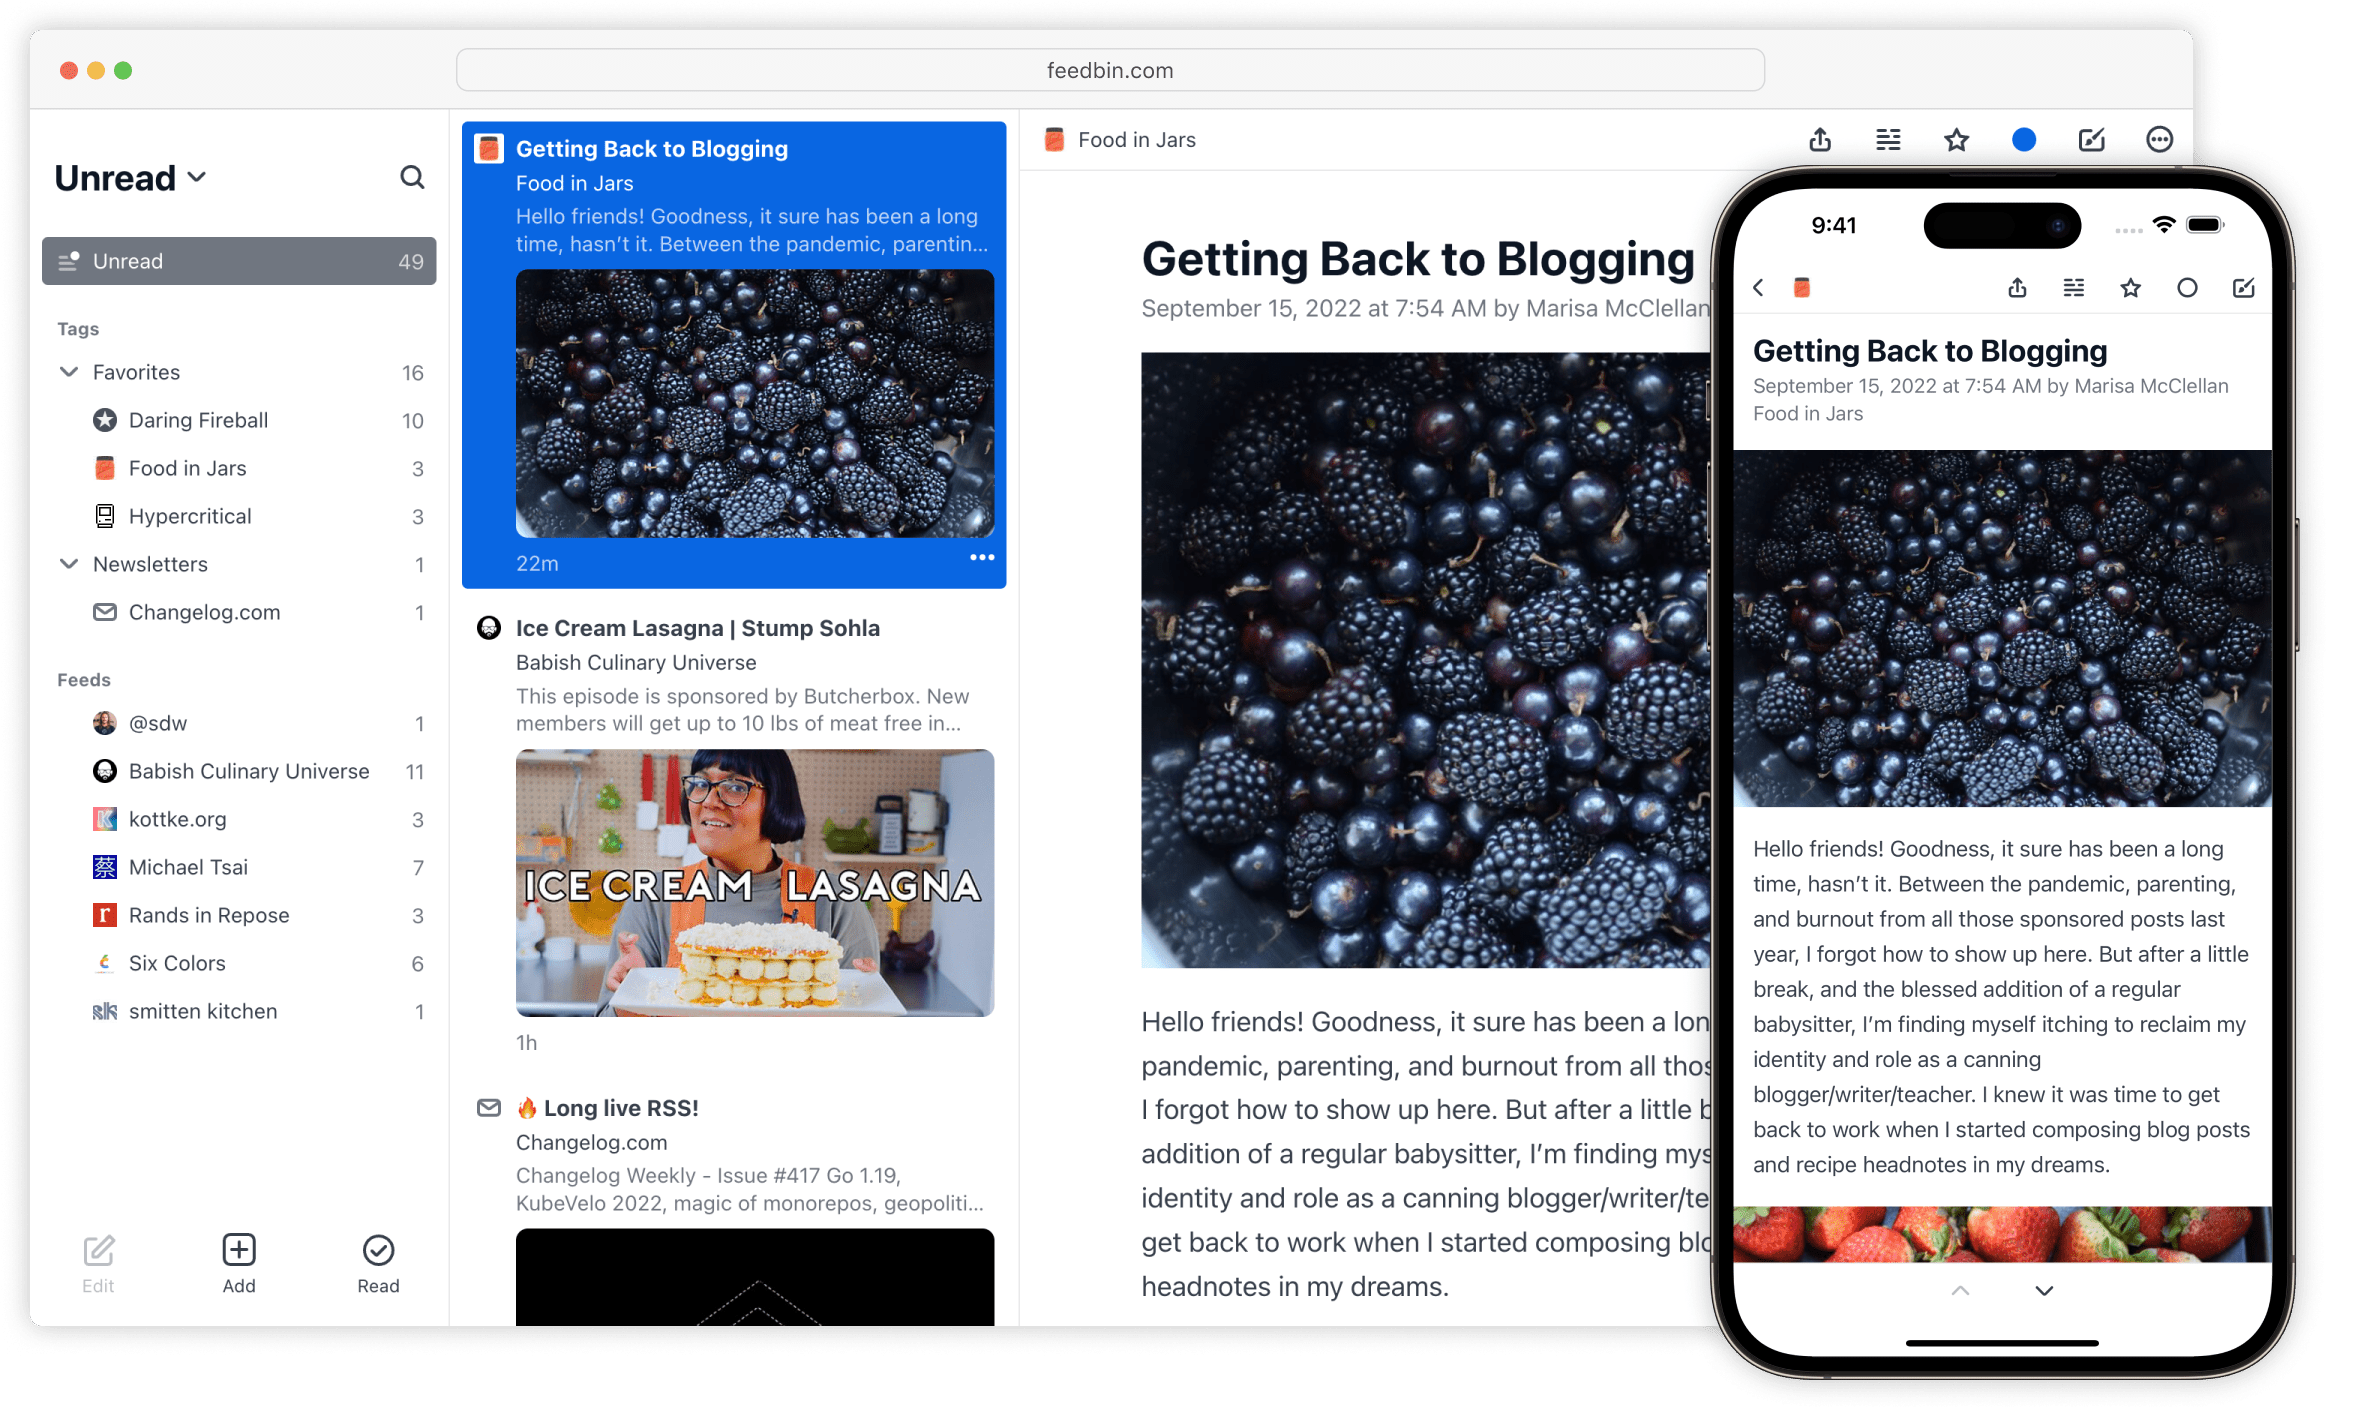 feedbin.com
Unread
Unread 49
Tags
Favorites 16
Daring Fireball 10
Food in Jars 3
Hypercritical 3
Newsletters 1
Changelog.com 1
Feeds
@sdw 1
Babish Culinary Universe 11
kottke.org 3
蔡 Michael Tsai 7
r Rands in Repose 3
Six Colors 6
sk smitten kitchen 1
Edit Add Read
Getting Back to Blogging
Food in Jars
Hello friends! Goodness, it sure has been a long
time, hasn’t it. Between the pandemic, parentin...
22m
Ice Cream Lasagna | Stump Sohla
Babish Culinary Universe
This episode is sponsored by Butcherbox. New
members will get up to 10 lbs of meat free in...
ICE CREAM LASAGNA
1h
🔥 Long live RSS!
Changelog.com
Changelog Weekly - Issue #417 Go 1.19,
KubeVelo 2022, magic of monorepos, geopoliti...
Food in Jars
Getting Back to Blogging
September 15, 2022 at 7:54 AM by Marisa McClellan
Hello friends! Goodness, it sure has been a lon
pandemic, parenting, and burnout from all thos
I forgot how to show up here. But after a little b
addition of a regular babysitter, I’m finding mys
identity and role as a canning blogger/writer/te
get back to work when I started composing blo
headnotes in my dreams.
9:41
Getting Back to Blogging
September 15, 2022 at 7:54 AM by Marisa McClellan
Food in Jars
Hello friends! Goodness, it sure has been a long
time, hasn’t it. Between the pandemic, parenting,
and burnout from all those sponsored posts last
year, I forgot how to show up here. But after a little
break, and the blessed addition of a regular
babysitter, I’m finding myself itching to reclaim my
identity and role as a canning
blogger/writer/teacher. I knew it was time to get
back to work when I started composing blog posts
and recipe headnotes in my dreams.